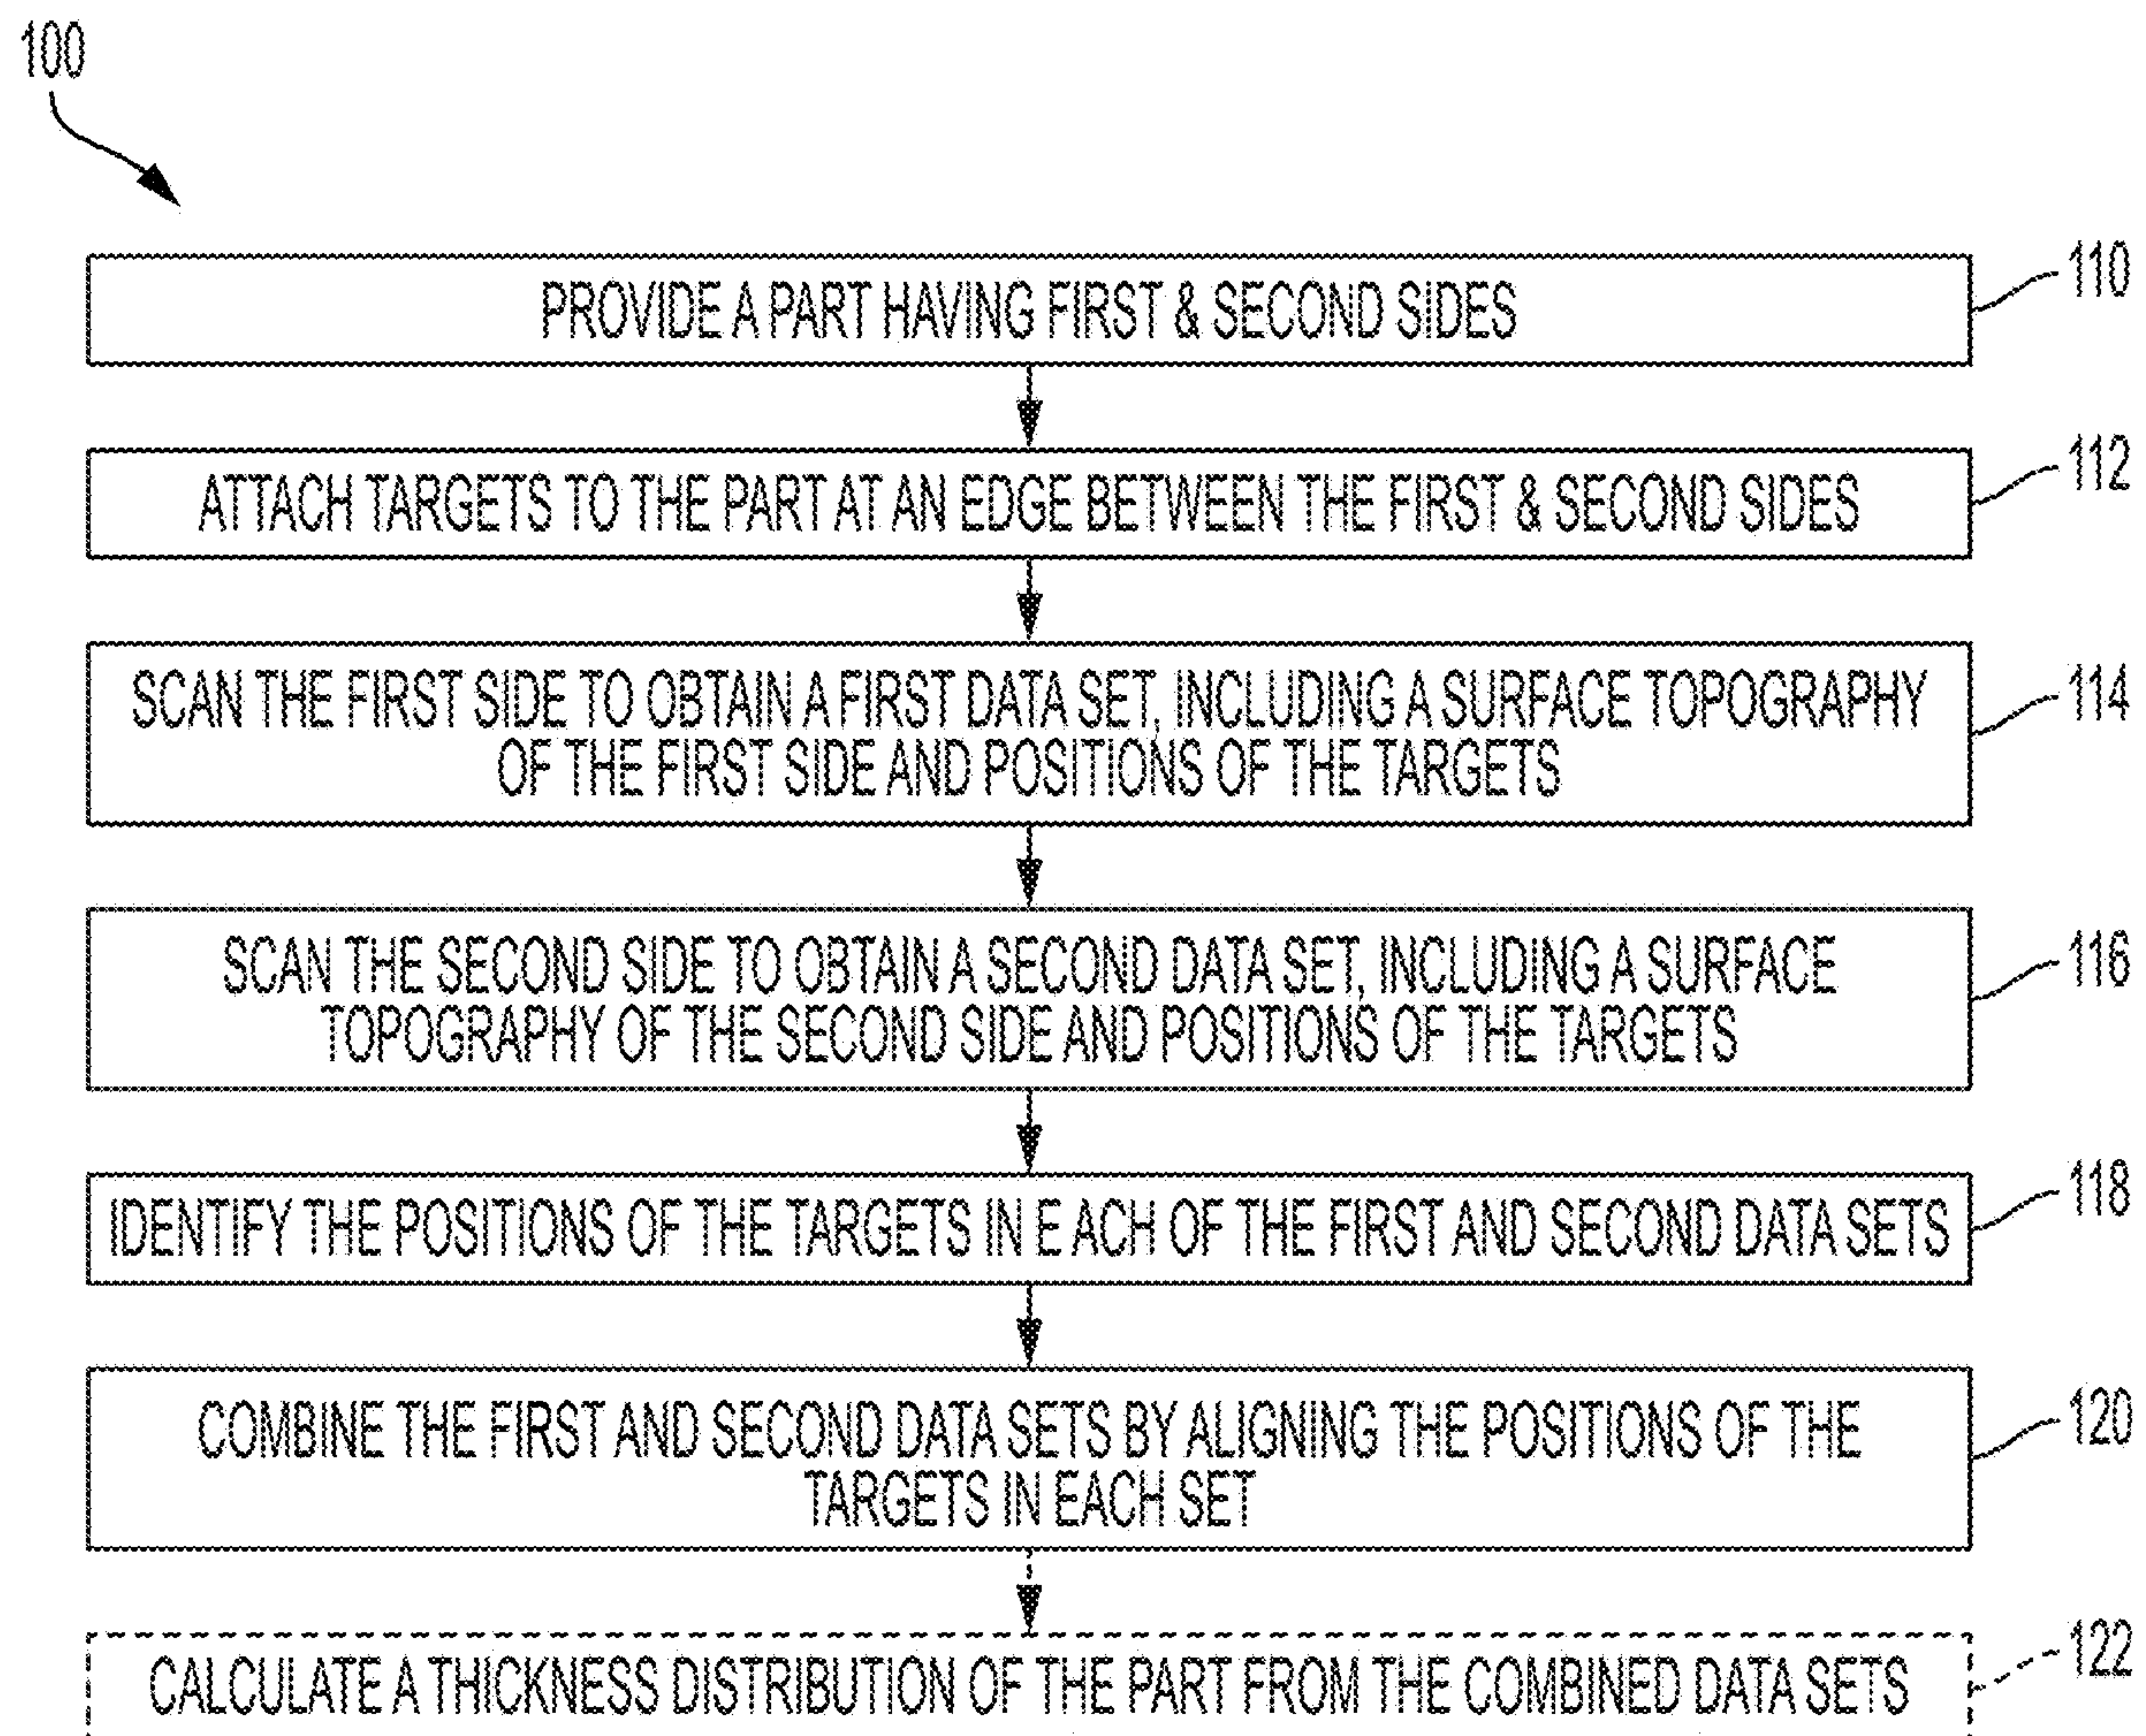 100
PROVIDE A PART HAVING FIRST & SECOND SIDES
110
ATTACH TARGETS TO THE PART AT AN EDGE BETWEEN THE FIRST & SECOND SIDES
112
SCAN THE FIRST SIDE TO OBTAIN A FIRST DATA SET, INCLUDING A SURFACE TOPOGRAPHY
OF THE FIRST SIDE AND POSITIONS OF THE TARGETS
114
SCAN THE SECOND SIDE TO OBTAIN A SECOND DATA SET, INCLUDING A SURFACE
TOPOGRAPHY OF THE SECOND SIDE AND POSITIONS OF THE TARGETS
116
IDENTIFY THE POSITIONS OF THE TARGETS IN E ACH OF THE FIRST AND SECOND DATA SETS
118
COMBINE THE FIRST AND SECOND DATA SETS BY ALIGNING THE POSITIONS OF THE
TARGETS IN EACH SET
120
CALCULATE A THICKNESS DISTRIBUTION OF THE PART FROM THE COMBINED DATA SETS
122